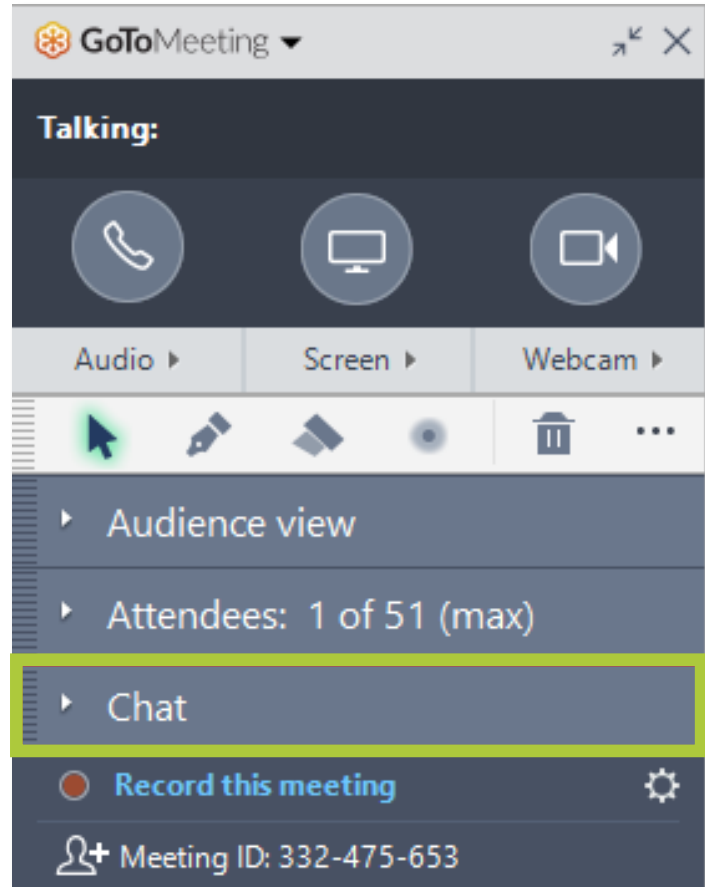 GoToMeeting
Talking:
Audio Screen Webcam
Audience view
Attendees: 1 of 51 (max)
Chat
Record this meeting
Meeting ID: 332-475-653